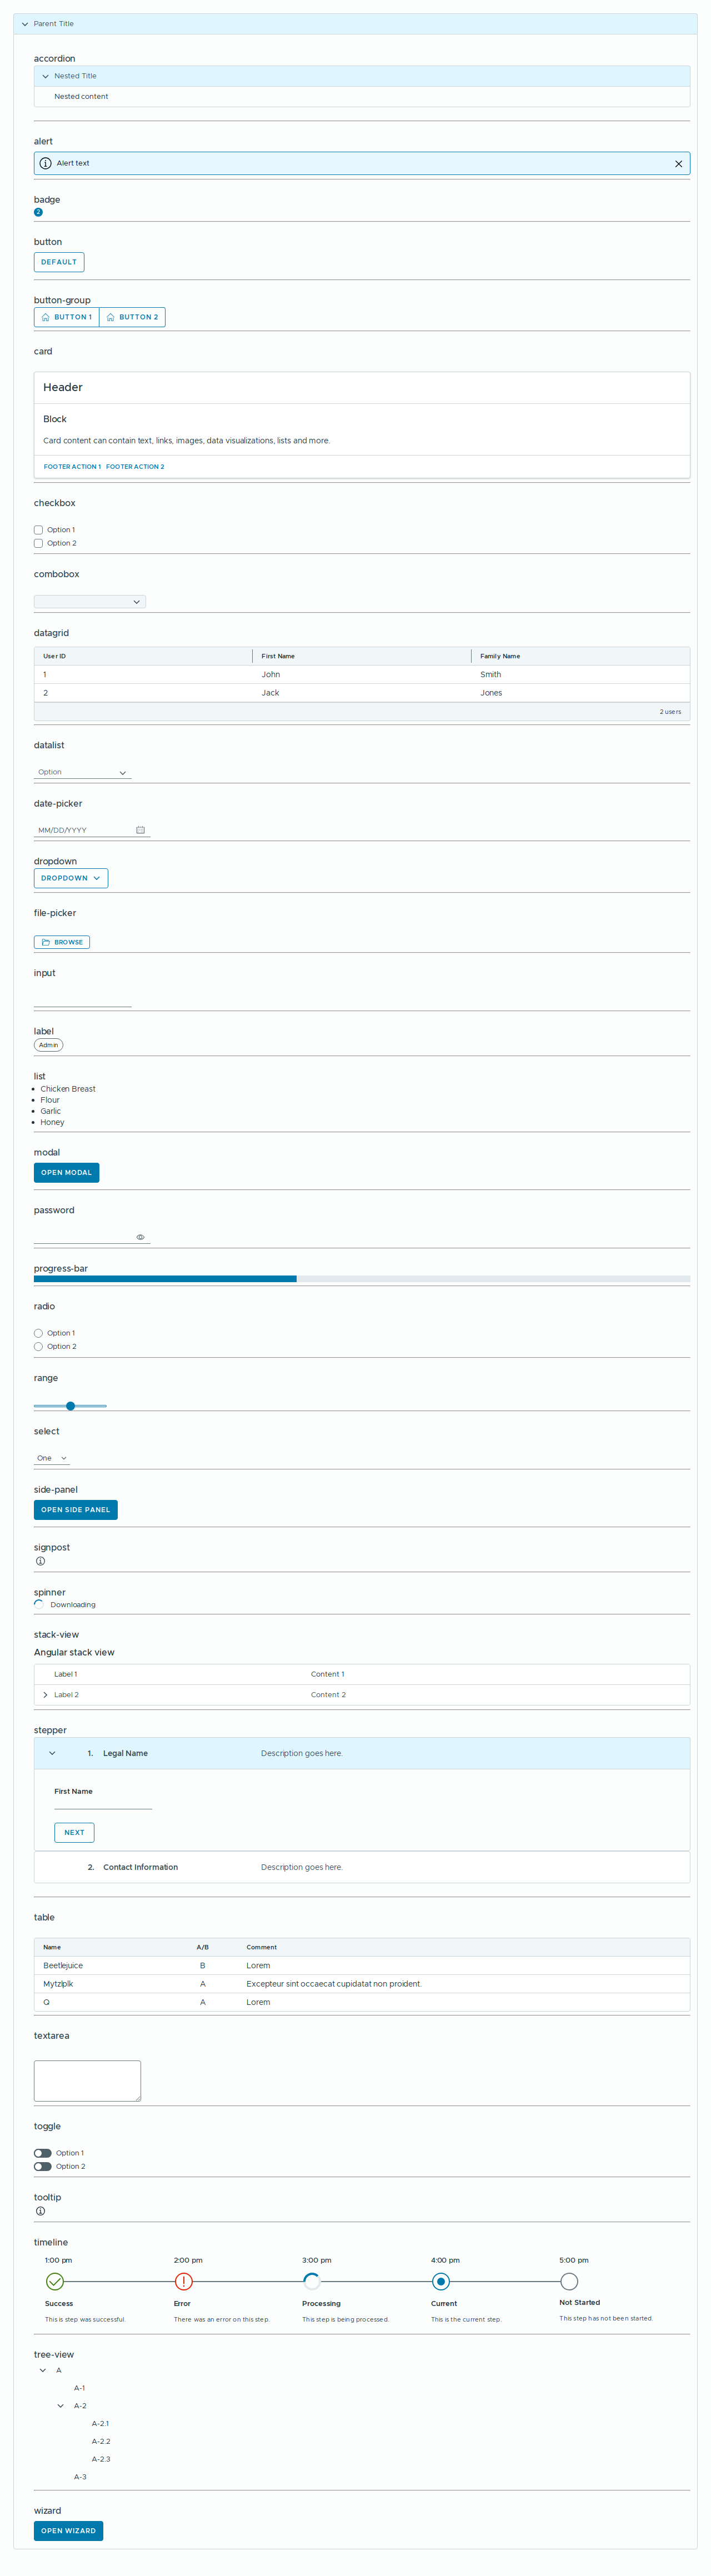 Parent Title
accordion
Nested Title
Nested content
alert
Alert text
badge
2
button
DEFAULT
button-group
BUTTON 1 BUTTON 2
card
Header
Block
Card content can contain text, links, images, data visualizations, lists and more.
FOOTER ACTION 1 FOOTER ACTION 2
checkbox
Option 1
Option 2
combobox
datagrid
User ID First Name Family Name
1 John Smith
2 Jack Jones
2 users
datalist
Option
date-picker
MM/DD/YYYY
dropdown
DROPDOWN
file-picker
BROWSE
input
label
Admin
list
Chicken Breast
Flour
Garlic
Honey
modal
OPEN MODAL
password
progress-bar
radio
Option 1
Option 2
range
select
One
side-panel
OPEN SIDE PANEL
signpost
spinner
Downloading
stack-view
Angular stack view
Label 1 Content 1
Label 2 Content 2
stepper
1. Legal Name Description goes here.
First Name
NEXT
2. Contact Information Description goes here.
table
Name A/B Comment
Beetlejuice B Lorem
Mytzlplk A Excepteur sint occaecat cupidatat non proident.
Q A Lorem
textarea
toggle
Option 1
Option 2
tooltip
timeline
1:00 pm 2:00 pm 3:00 pm 4:00 pm 5:00 pm
Success Error Processing Current Not Started
This is step was successful. There was an error on this step. This step is being processed. This is the current step. This step has not been started.
tree-view
A
A-1
A-2
A-2.1
A-2.2
A-2.3
A-3
wizard
OPEN WIZARD